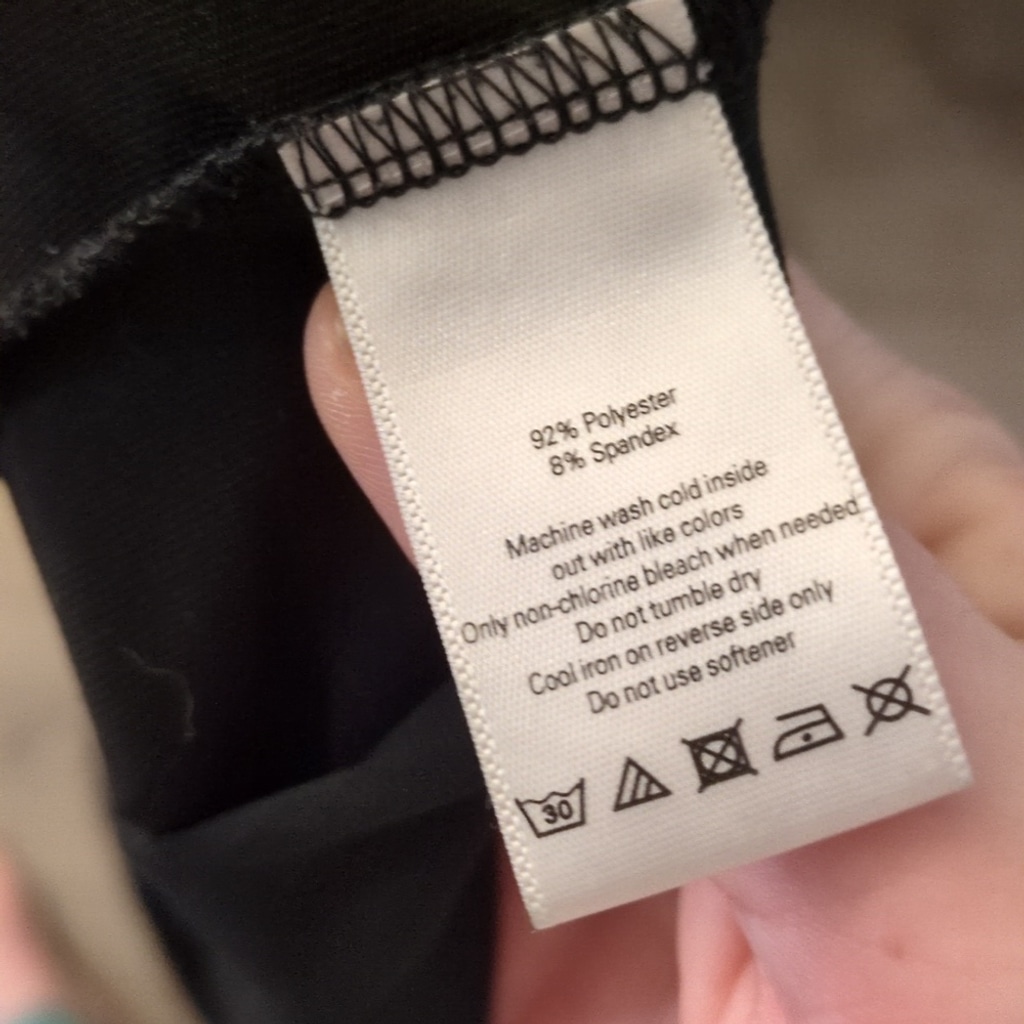 92% Polyester
8% Spandex
Machine wash cold inside
out with like colors
Only non-chlorine bleach when needed
Do not tumble dry
Cool iron on reverse side only
Do not use softener
30